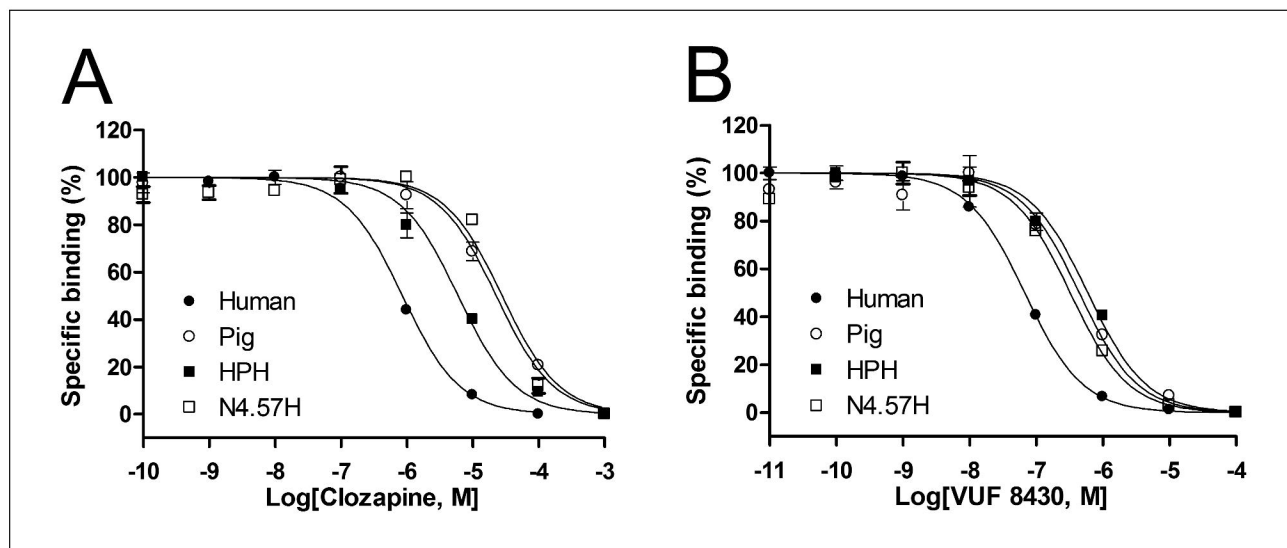 A
120
100
80
60
40
20
0
Specific binding (%)
Human
Pig
HPH
N4.57H
-10 -9 -8 -7 -6 -5 -4 -3
Log[Clozapine, M]
B
120
100
80
60
40
20
0
Specific binding (%)
Human
Pig
HPH
N4.57H
-11 -10 -9 -8 -7 -6 -5 -4
Log[VUF 8430, M]